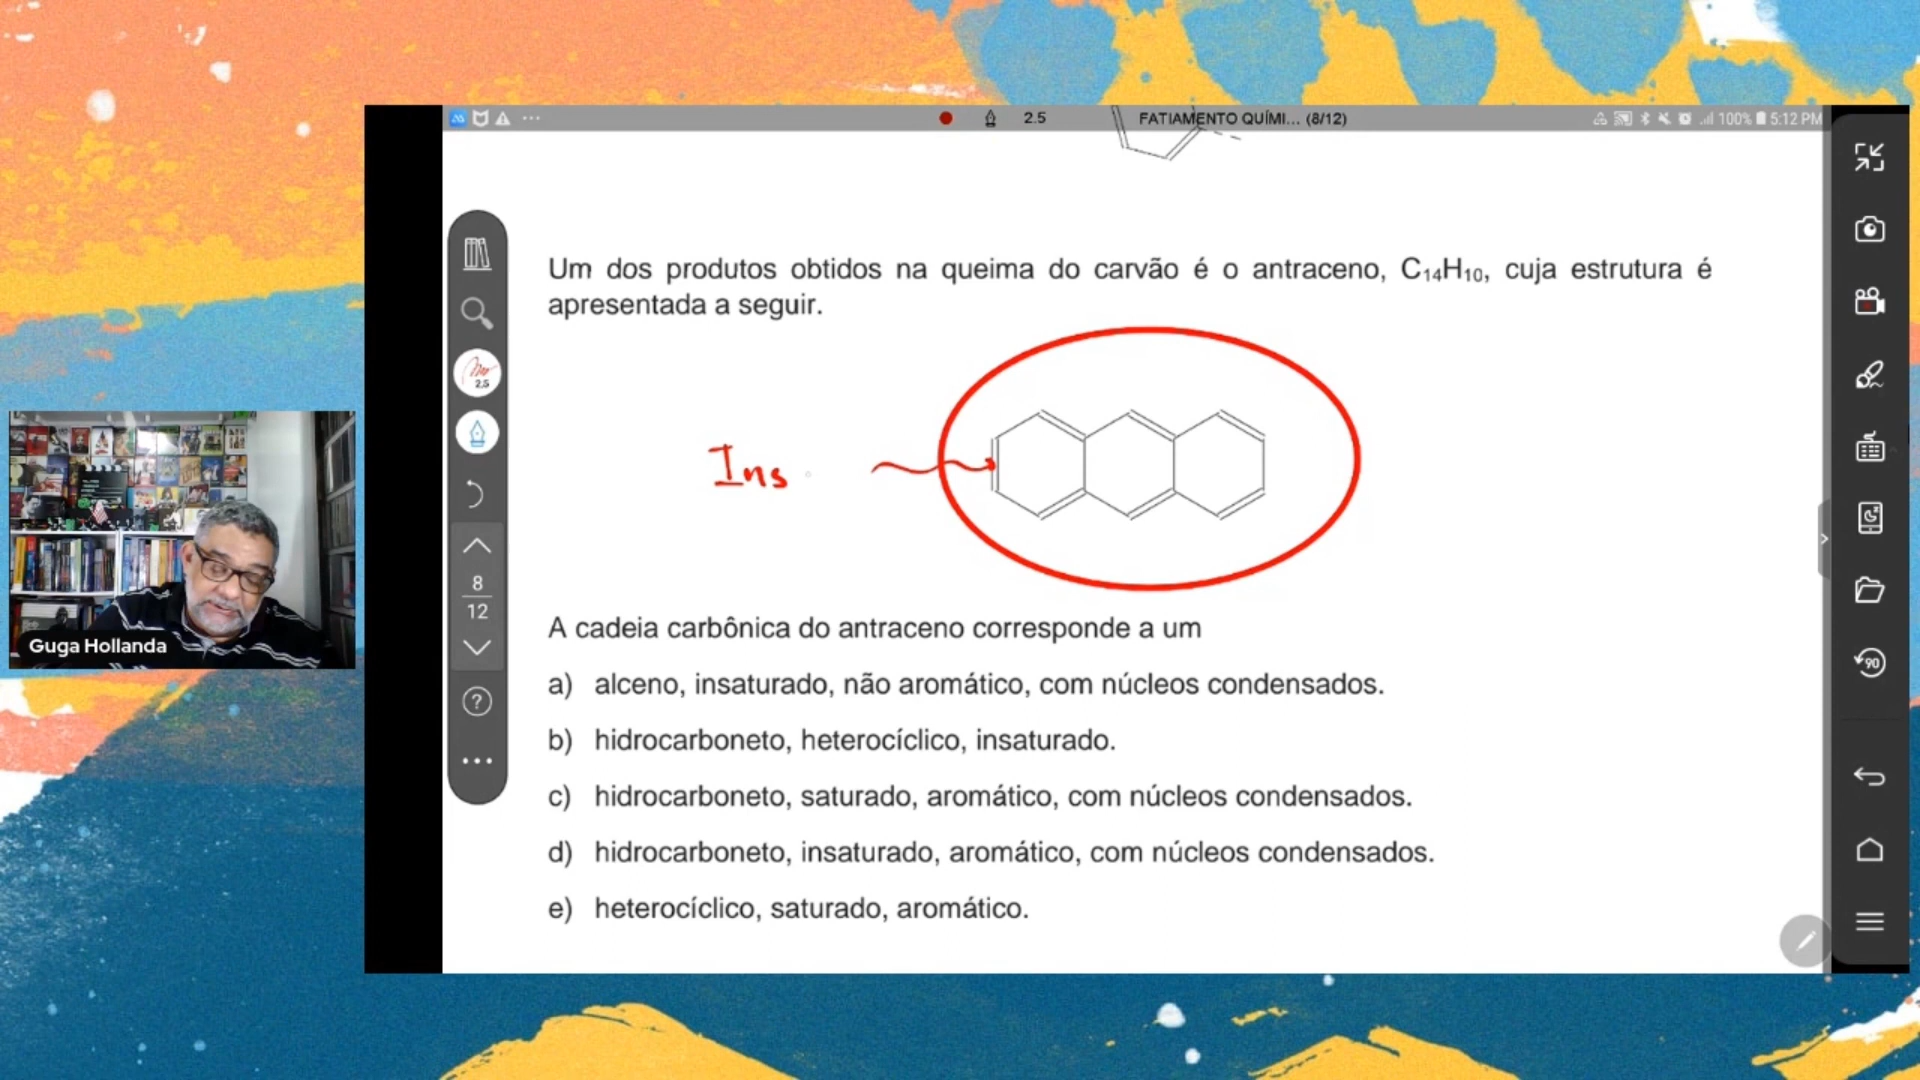 2.5
FATIAMENTO QUÍMI... (8/12)
100% 5:12 PM
Um dos produtos obtidos na queima do carvão é o antraceno, C₁₄H₁₀, cuja estrutura é
apresentada a seguir.
2.5
Ins
90
8
12
?
A cadeia carbônica do antraceno corresponde a um
a) alceno, insaturado, não aromático, com núcleos condensados.
b) hidrocarboneto, heterocíclico, insaturado.
c) hidrocarboneto, saturado, aromático, com núcleos condensados.
d) hidrocarboneto, insaturado, aromático, com núcleos condensados.
e) heterocíclico, saturado, aromático.
Guga Hollanda